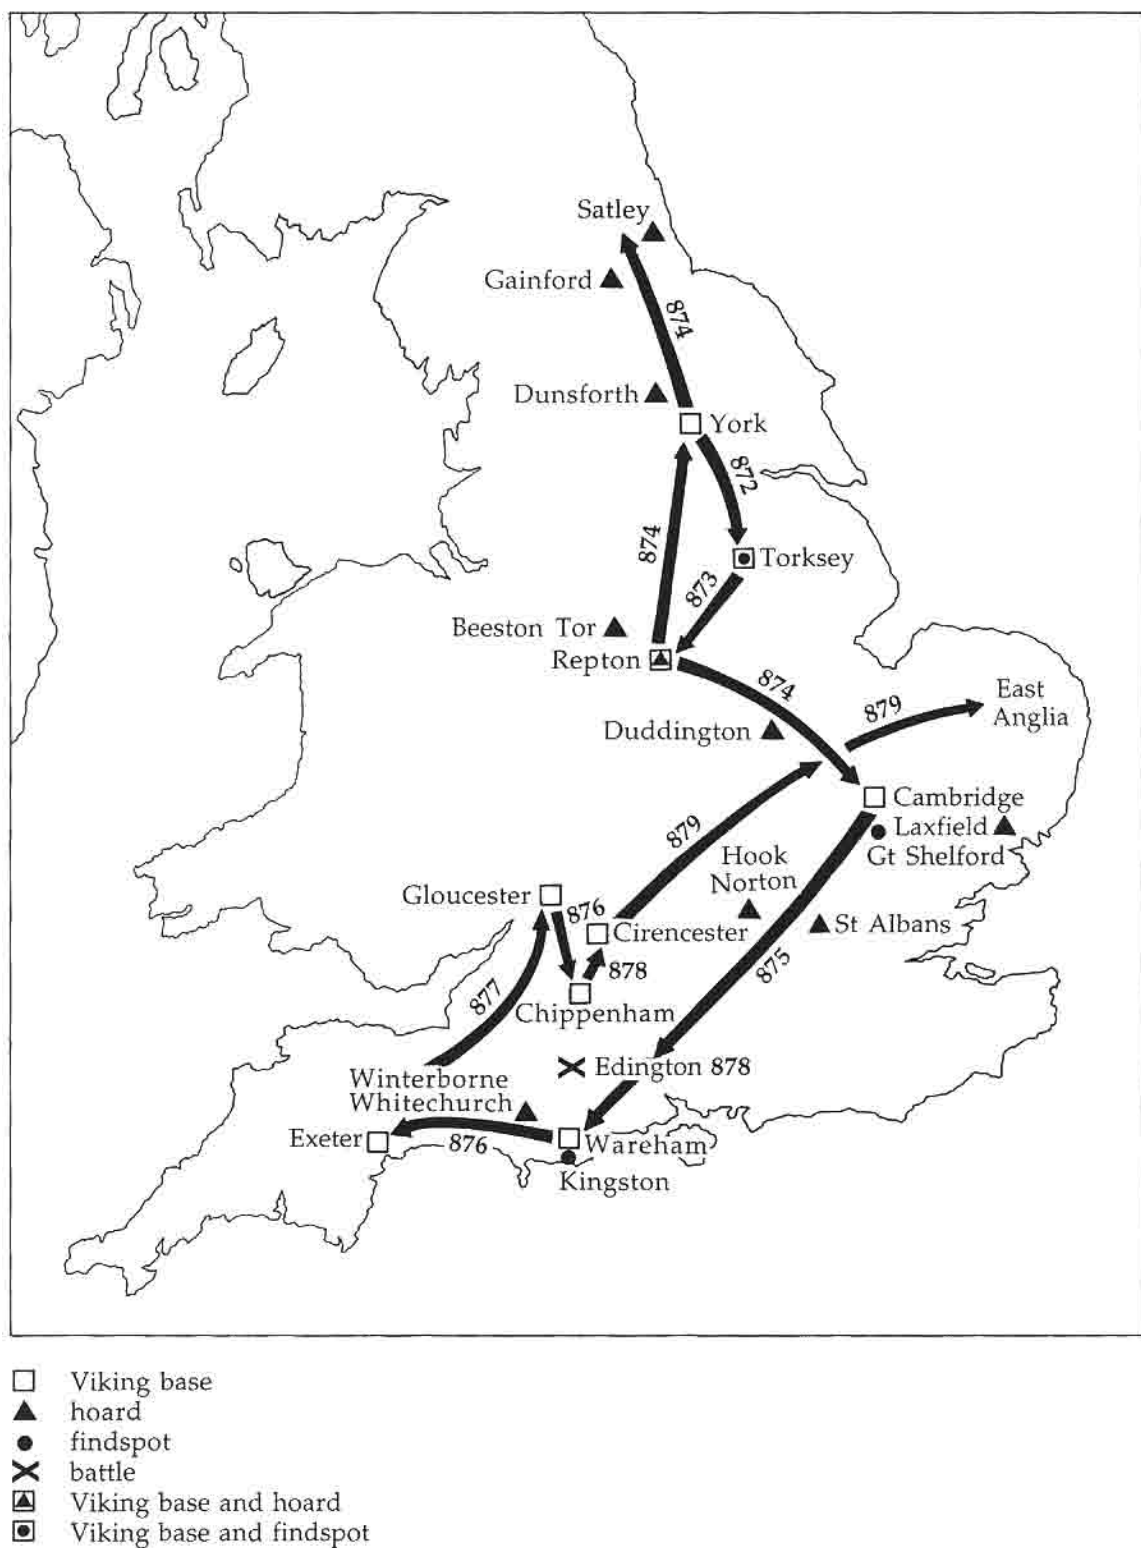 Satley
Gainford
874
Dunsforth
York
872
874
Torksey
873
Beeston Tor
Repton
874
East
Anglia
879
Duddington
Cambridge
Laxfield
Gt Shelford
879
Hook
Norton
Gloucester
876
Cirencester
St Albans
878
875
877
Chippenham
Edington 878
Winterborne
Whitechurch
Exeter
876
Wareham
Kingston
Viking base
hoard
findspot
battle
Viking base and hoard
Viking base and findspot